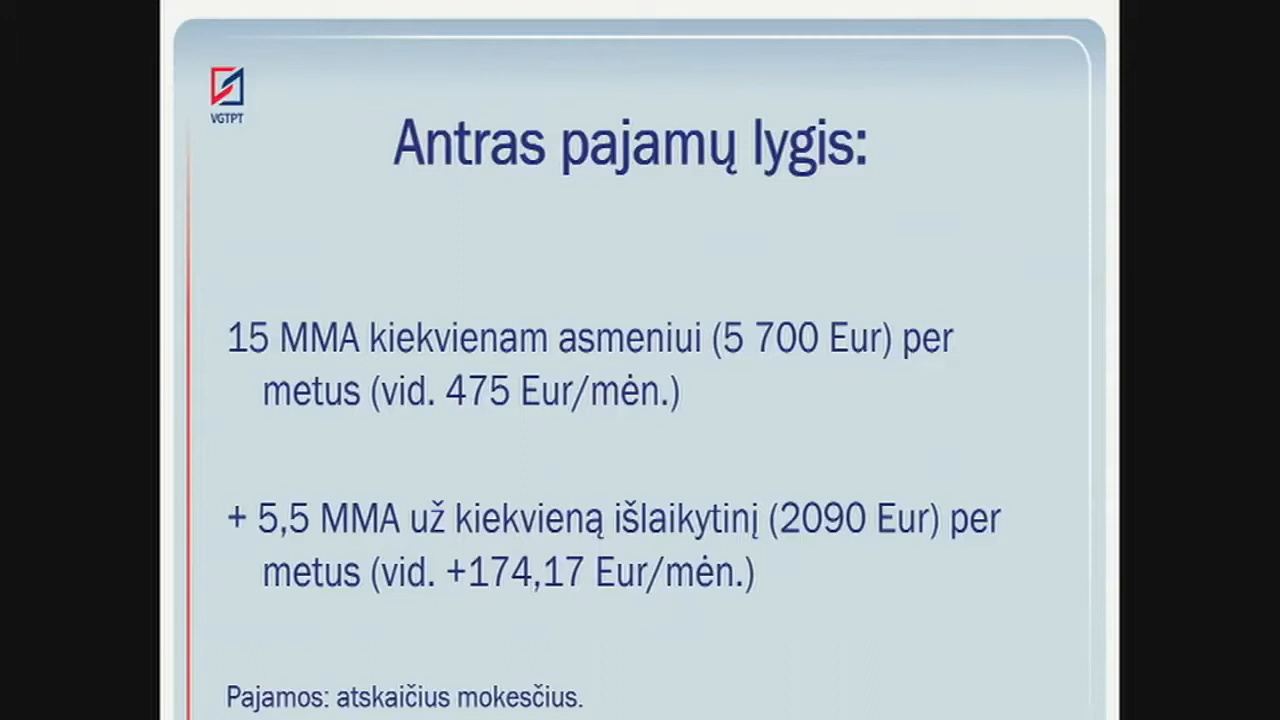 VGTPT
Antras pajamų lygis:
15 MMA kiekvienam asmeniui (5 700 Eur) per
metus (vid. 475 Eur/mėn.)
+ 5,5 MMA už kiekvieną išlaikytinį (2090 Eur) per
metus (vid. +174,17 Eur/mėn.)
Pajamos: atskaičius mokesčius.